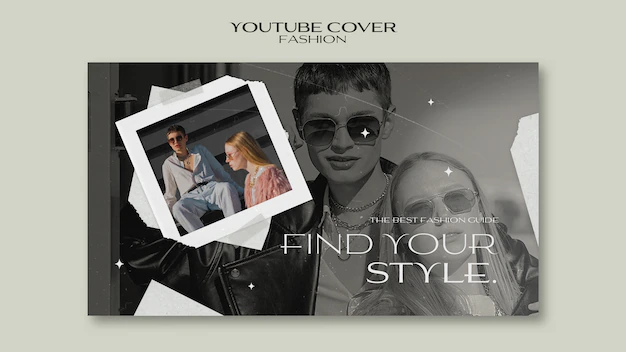 YOUTUBE COVER
FASHION
THE BEST FASHION GUIDE
FIND YOUR
STYLE.